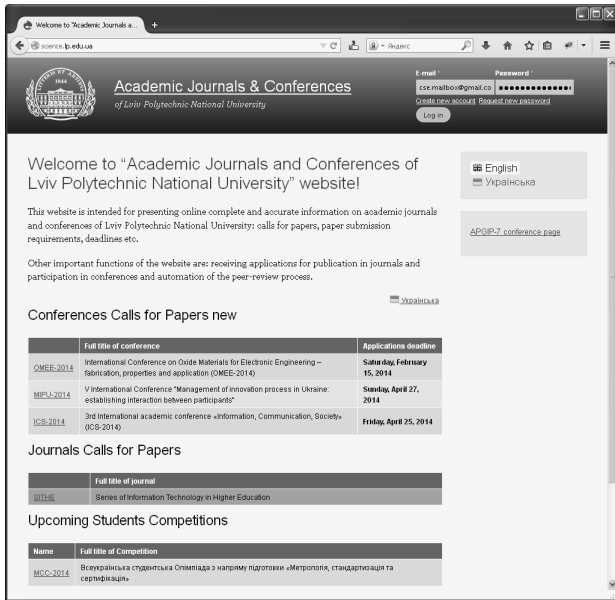 Welcome to "Academic Journals a...
science.lp.edu.ua
Яндекс
1844
Academic Journals & Conferences
of Lviv Polytechnic National University
E-mail *
Password *
cse.mailbox@gmail.co
Create new account Request new password
Log in
Welcome to “Academic Journals and Conferences of
Lviv Polytechnic National University” website!
This website is intended for presenting online complete and accurate information on academic journals
and conferences of Lviv Polytechnic National University: calls for papers, paper submission
requirements, deadlines etc.
Other important functions of the website are: receiving applications for publication in journals and
participation in conferences and automation of the peer-review process.
English
Українська
APGIP-7 conference page
Українська
Conferences Calls for Papers new
Full title of conference Applications deadline
OMEE-2014 International Conference on Oxide Materials for Electronic Engineering –
fabrication, properties and application (OMEE-2014) Saturday, February
15, 2014
MIPU-2014 V International Conference "Management of innovation process in Ukraine:
establishing interaction between participants" Sunday, April 27,
2014
ICS-2014 3rd International academic conference «Information, Communication, Society»
(ICS-2014) Friday, April 25, 2014
Journals Calls for Papers
Full title of journal
SITHE Series of Information Technology in Higher Education
Upcoming Students Competitions
Name Full title of Competition
MCC-2014 Всеукраїнська студентська Олімпіада з напряму підготовки «Метрологія, стандартизація та
сертифікація»